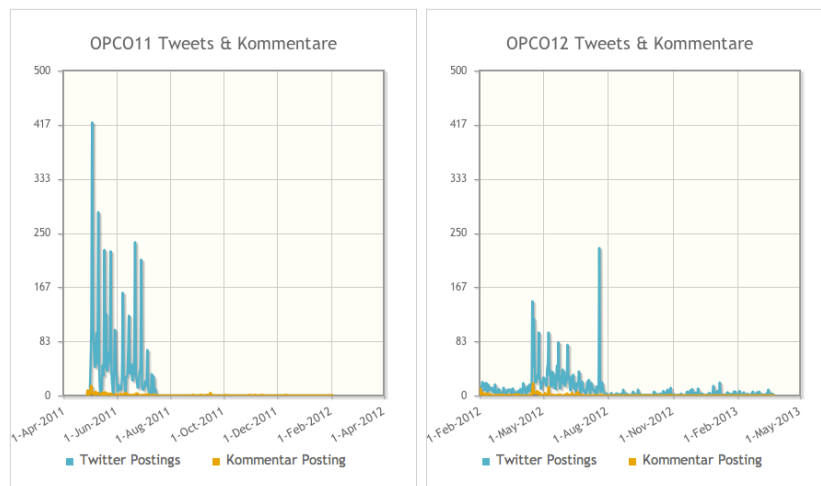 OPCO11 Tweets & Kommentare
500
417
333
250
167
83
0
1-Apr-2011
1-Jun-2011
1-Aug-2011
1-Oct-2011
1-Dec-2011
1-Feb-2012
1-Apr-2012
Twitter Postings
Kommentar Posting
OPCO12 Tweets & Kommentare
500
417
333
250
167
83
0
1-Feb-2012
1-May-2012
1-Aug-2012
1-Nov-2012
1-Feb-2013
1-May-2013
Twitter Postings
Kommentar Posting